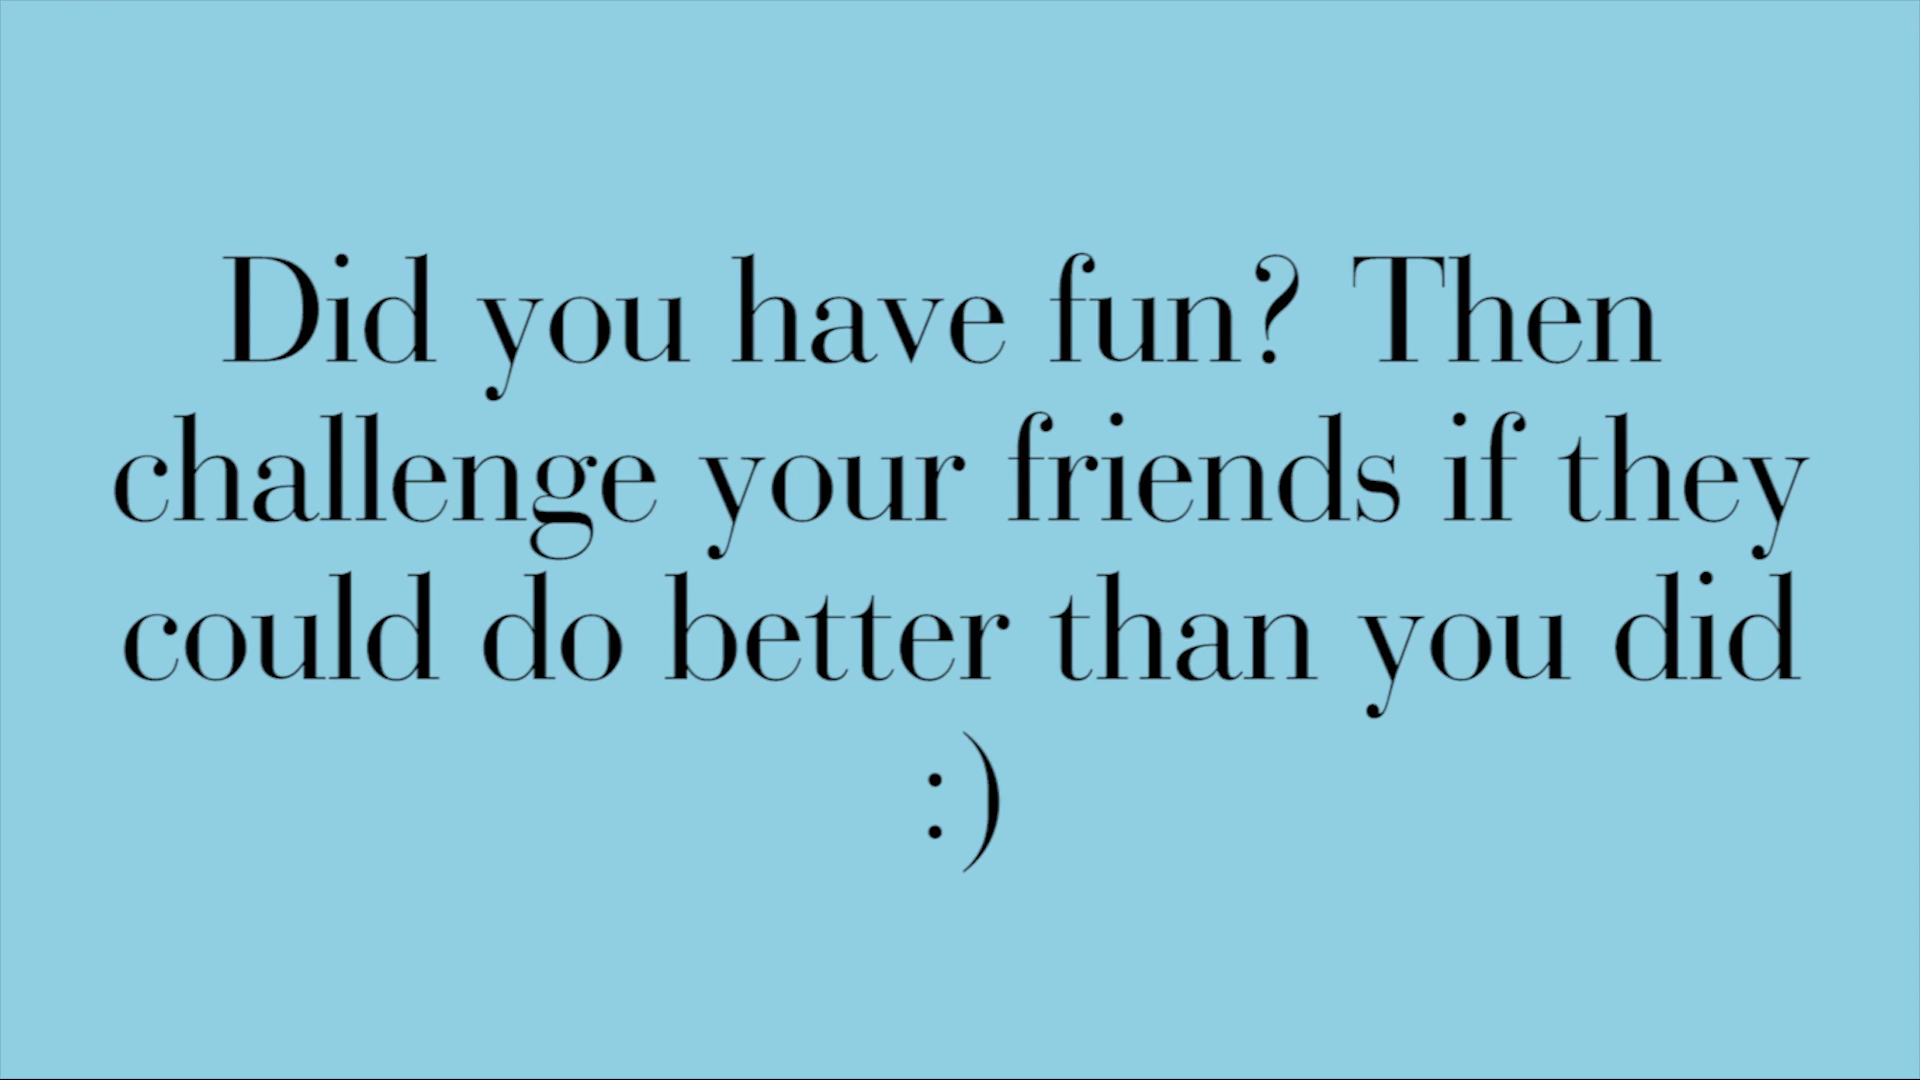 Did you have fun? Then
challenge your friends if they
could do better than you did
:)